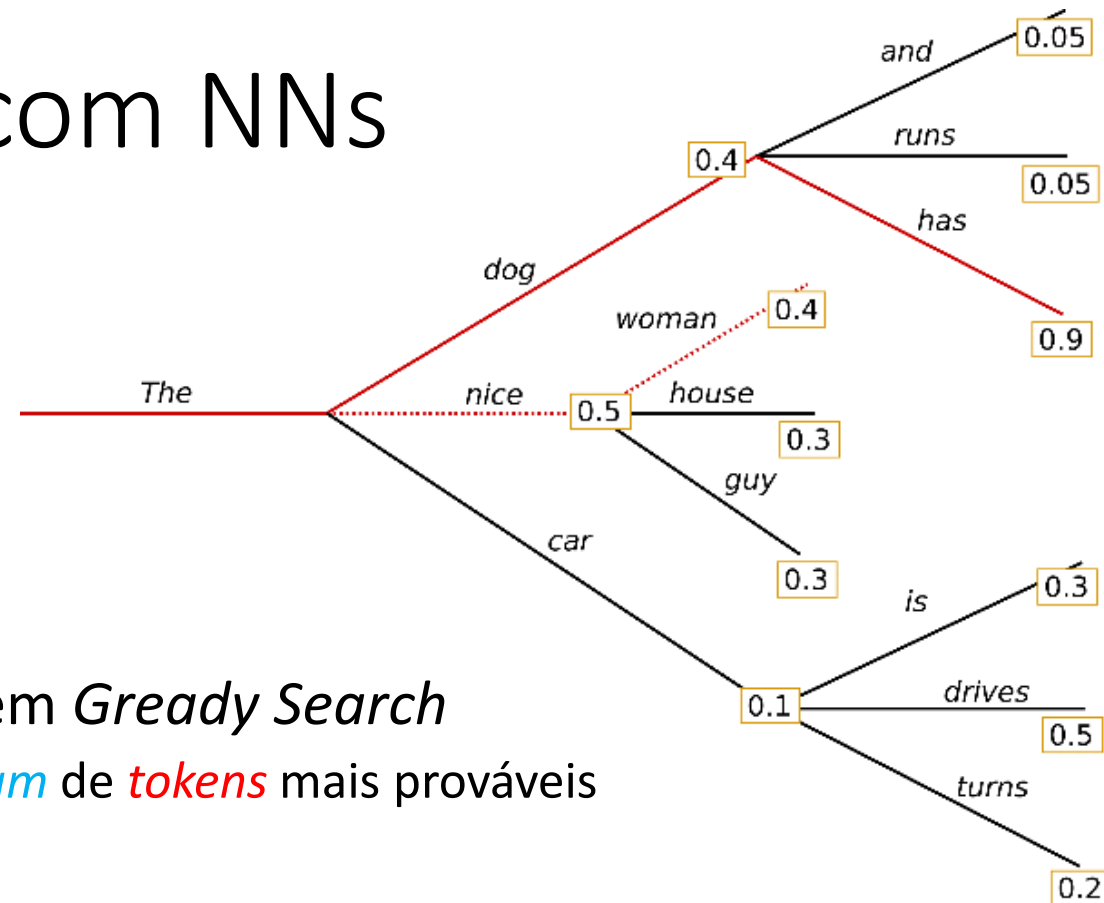 com NNs
and
0.05
runs
0.4
0.05
has
dog
0.9
woman
0.4
The
nice
0.5
house
0.3
guy
0.3
car
is
0.3
drives
0.1
0.5
turns
0.2
em Gready Search
um de tokens mais prováveis